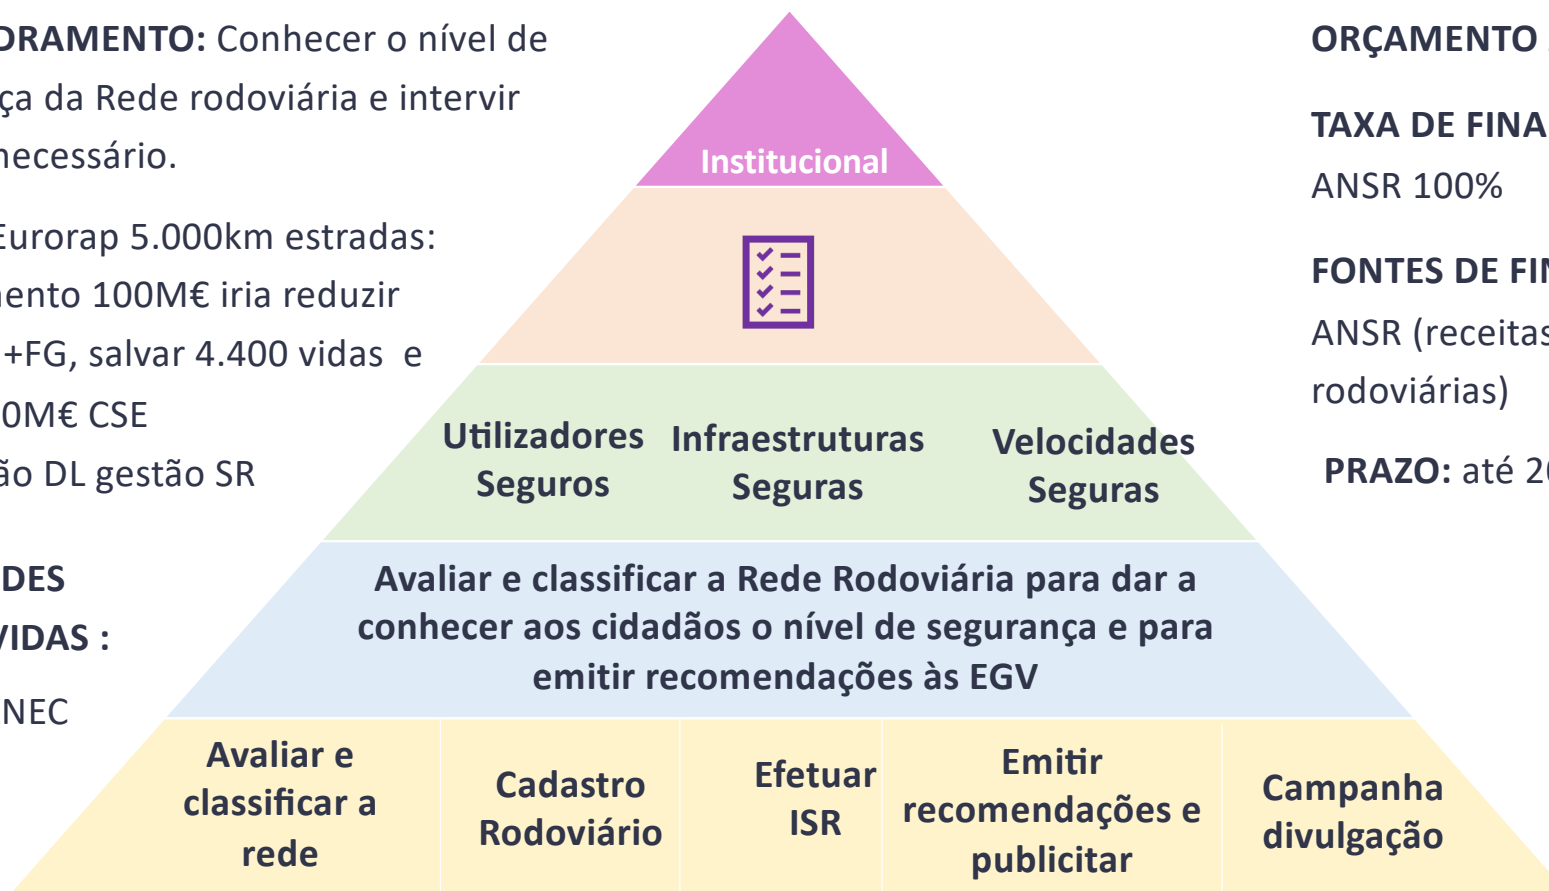 DRAMENTO: Conhecer o nível de
ça da Rede rodoviária e intervir
necessário.
Eurorap 5.000km estradas:
ento 100M€ iria reduzir
+FG, salvar 4.400 vidas e
0M€ CSE
ão DL gestão SR
DES
VIDAS :
NEC
Institucional
Utilizadores
Seguros
Infraestruturas
Seguras
Velocidades
Seguras
Avaliar e classificar a Rede Rodoviária para dar a
conhecer aos cidadãos o nível de segurança e para
emitir recomendações às EGV
Avaliar e
classificar a
rede
Cadastro
Rodoviário
Efetuar
ISR
Emitir
recomendações e
publicitar
Campanha
divulgação
ORÇAMENTO
TAXA DE FINA
ANSR 100%
FONTES DE FIN
ANSR (receitas
rodoviárias)
PRAZO: até 20